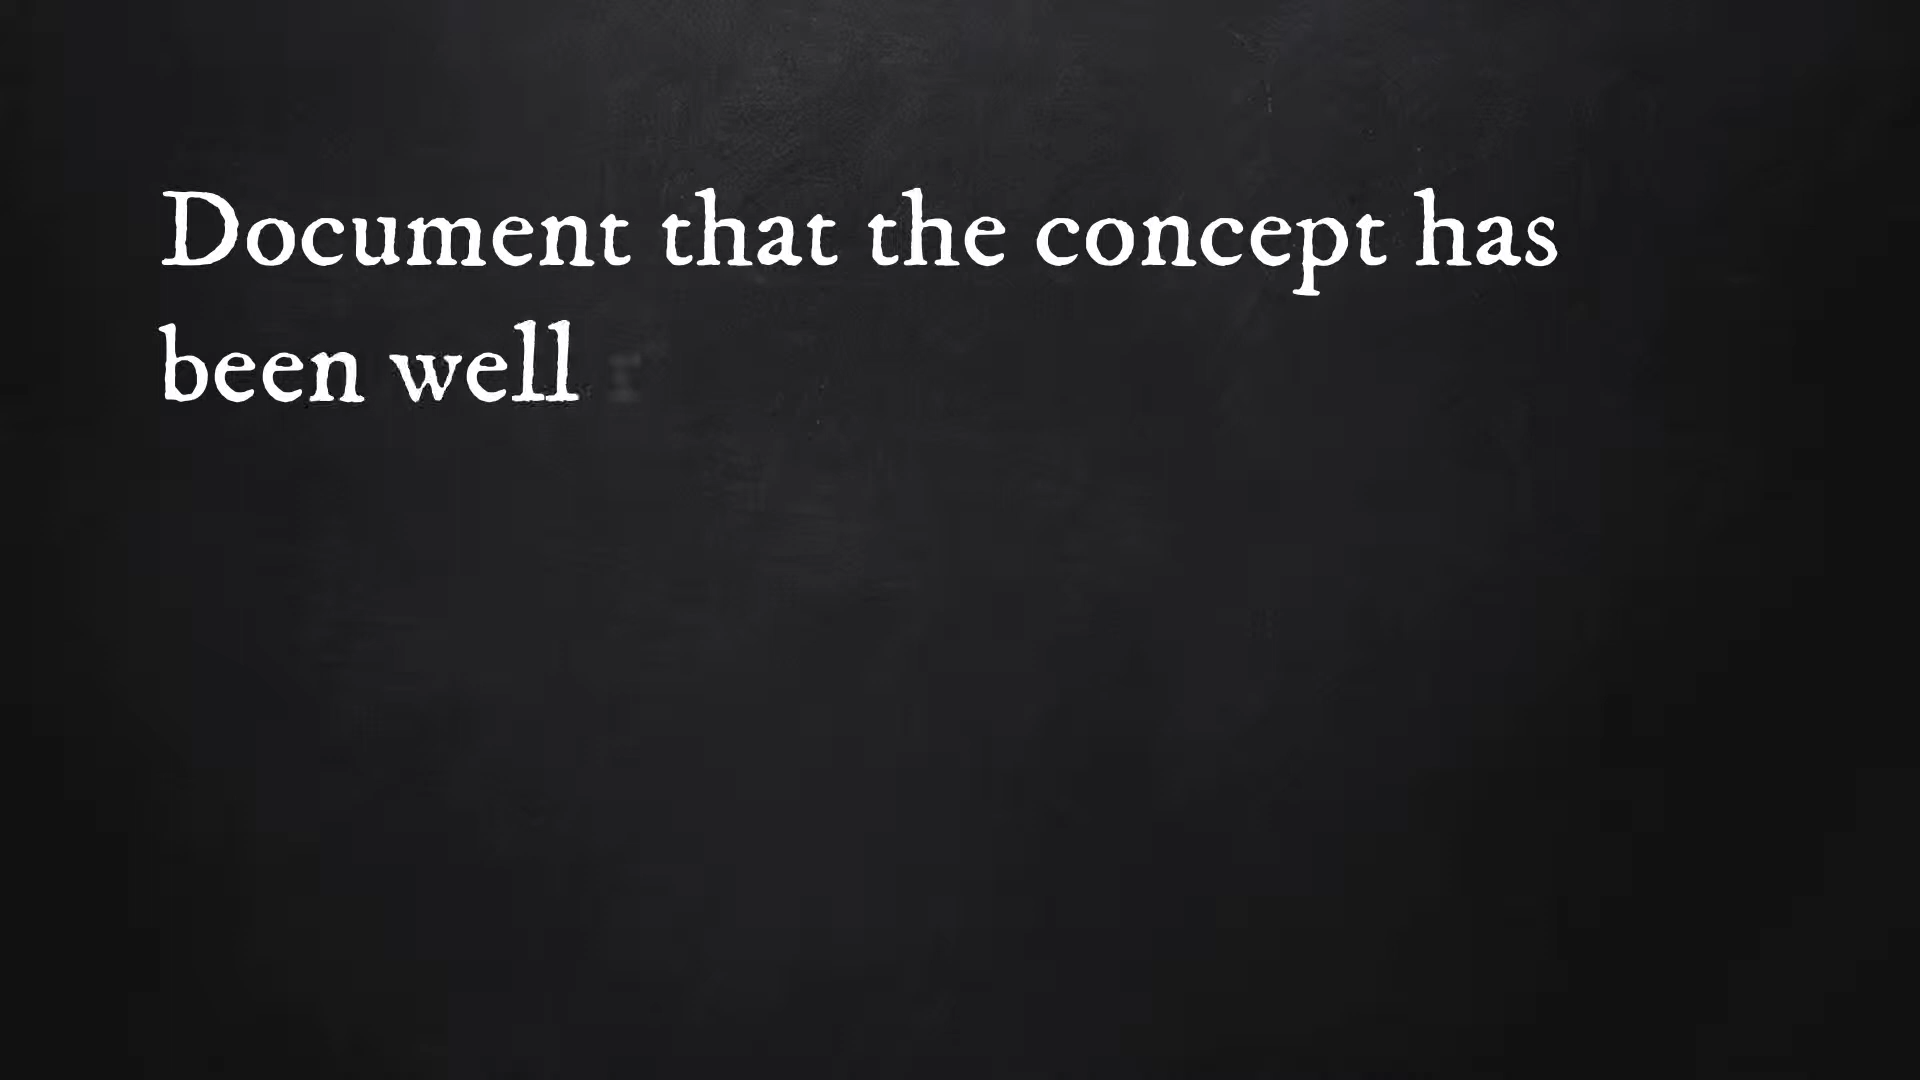 Document that the concept has
been well